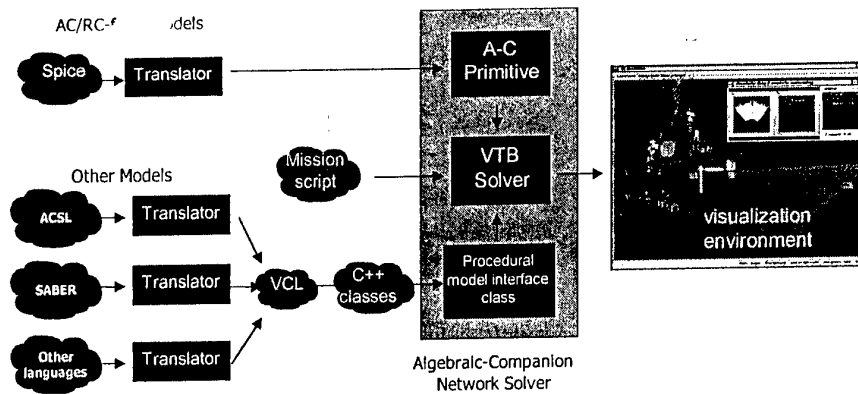 AC/RC-
Spice
Translator
A-C
Primitive
Mission
script
VTB
Solver
visualization
environment
Other Models
ACSL
Translator
SABER
Translator
VCL
C++
classes
Procedural
model interface
class
Other
languages
Translator
Algebraic-Companion
Network Solver